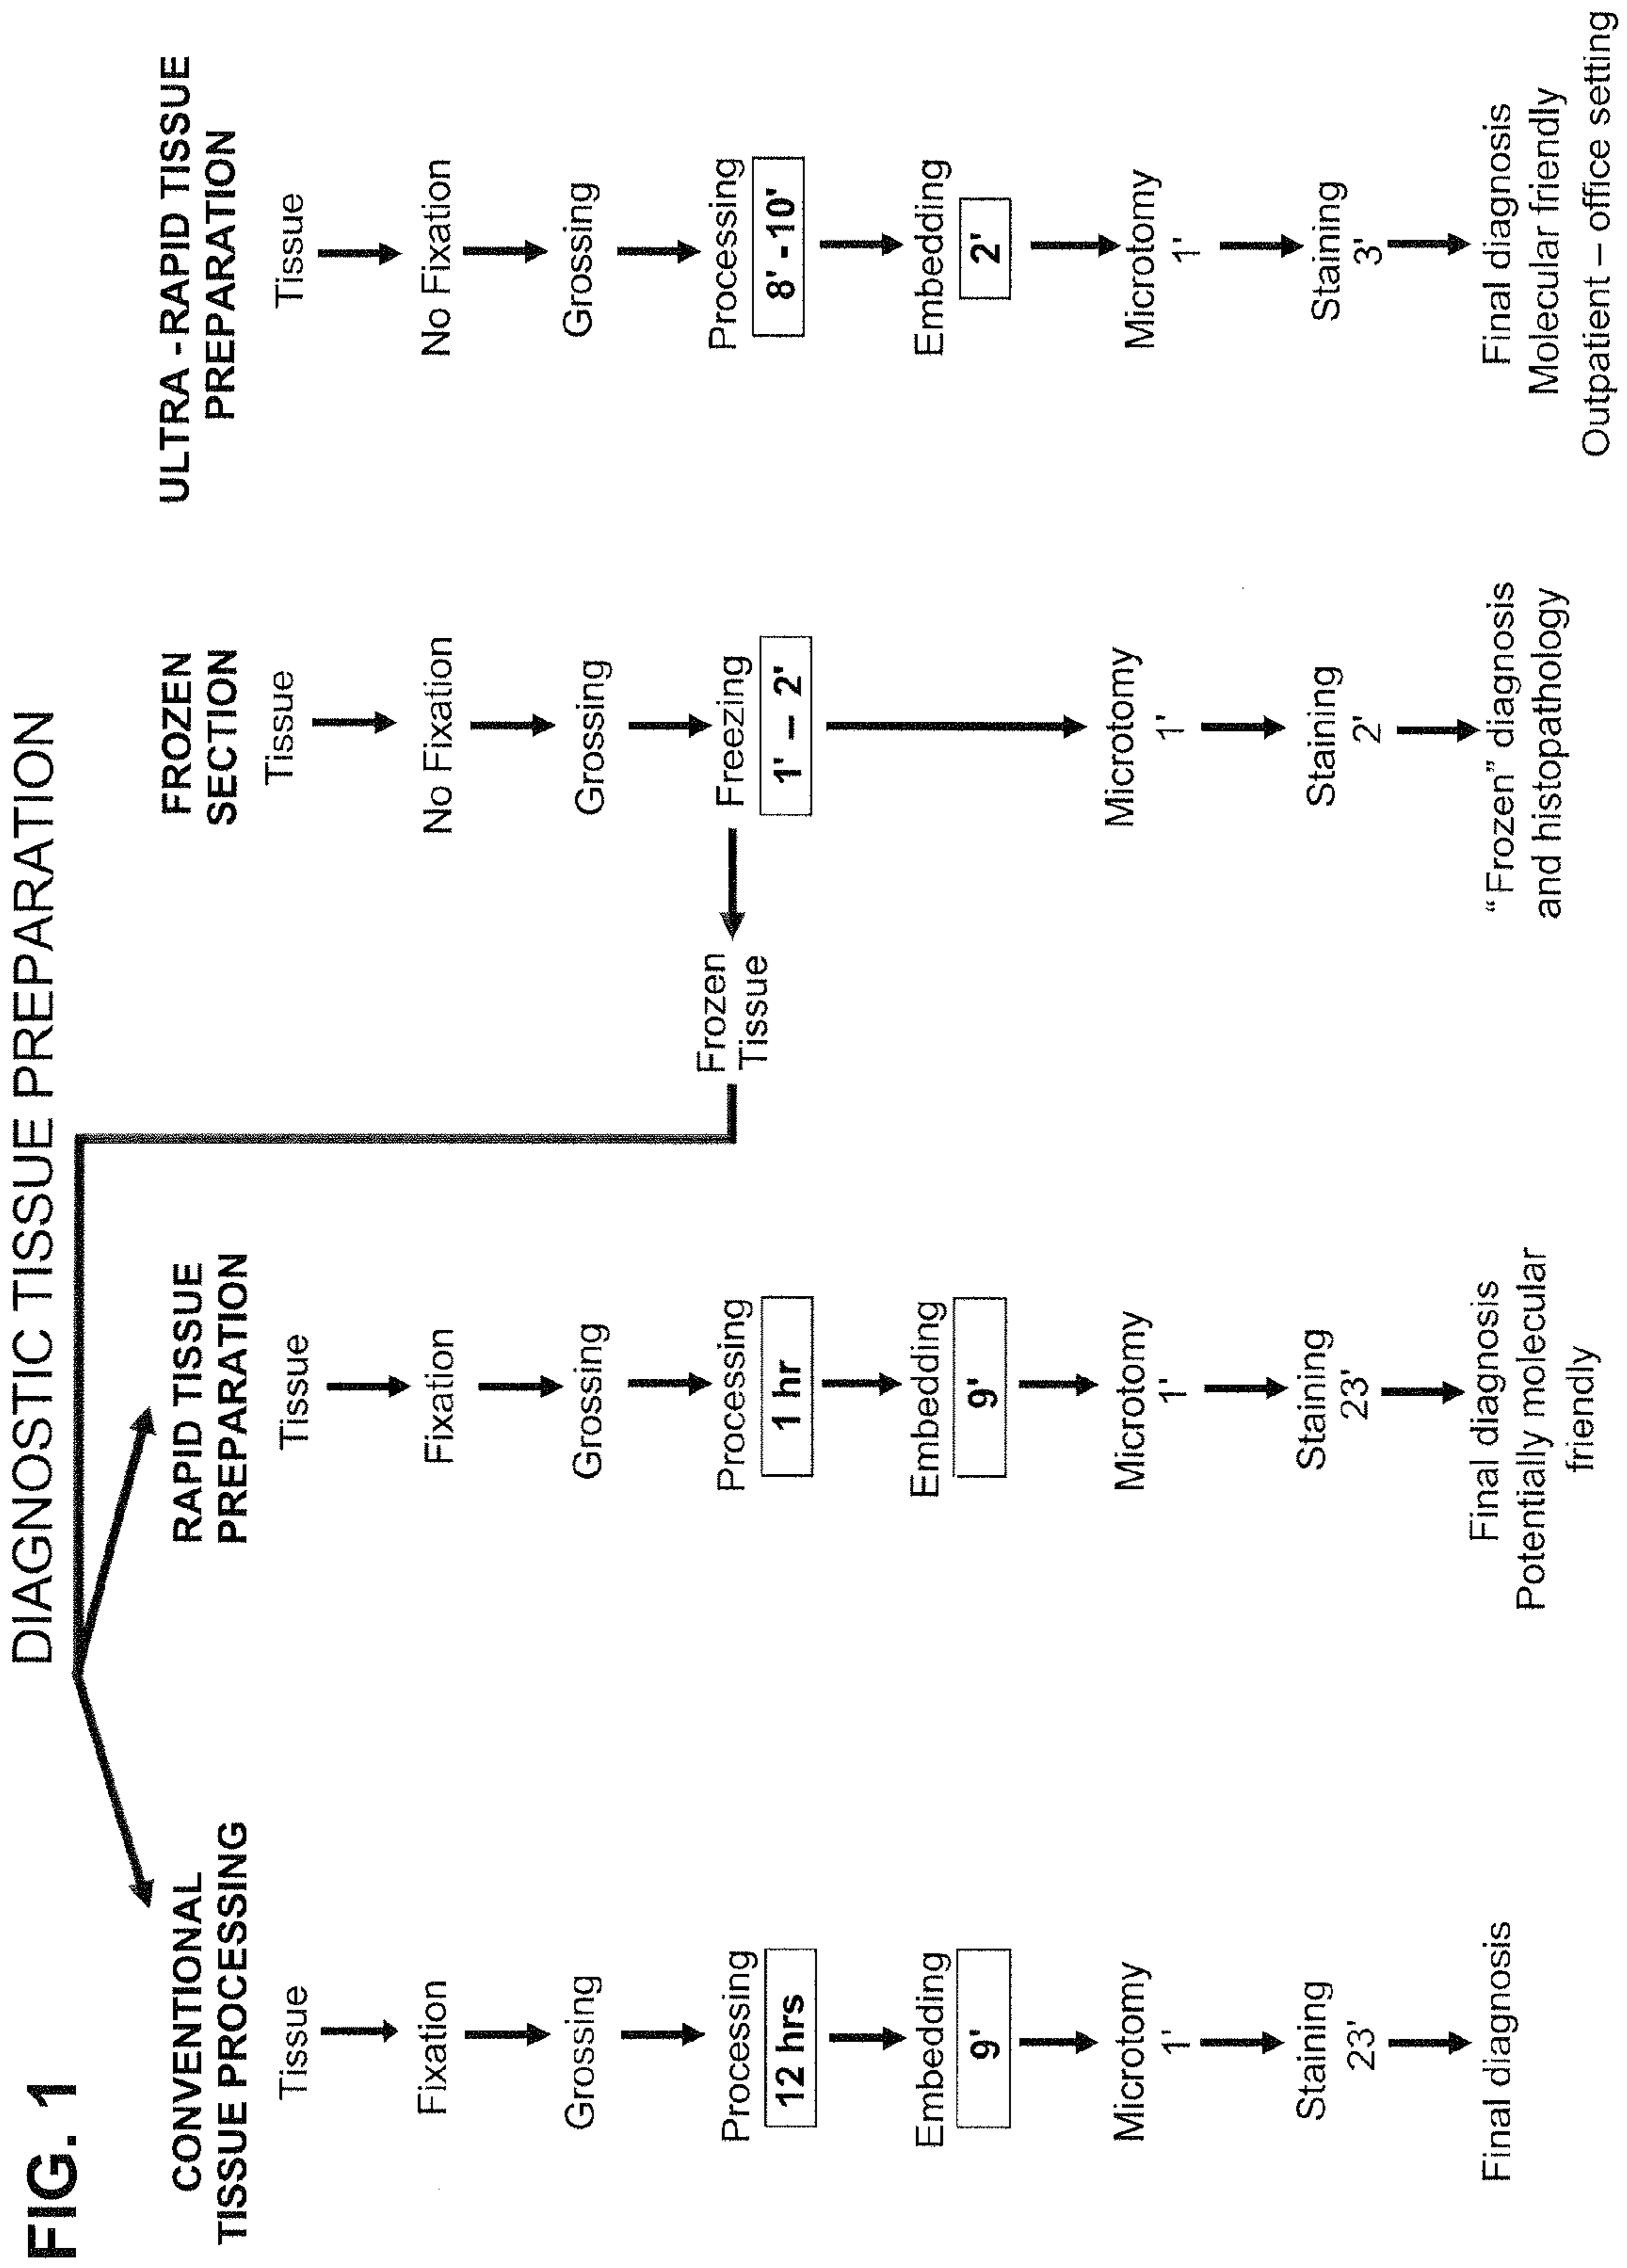 FIG. 1
DIAGNOSTIC TISSUE PREPARATION
CONVENTIONAL
TISSUE PROCESSING
Tissue
Fixation
Grossing
Processing
12 hrs
Embedding
9'
Microtomy
1'
Staining
23'
Final diagnosis
RAPID TISSUE
PREPARATION
Tissue
Fixation
Grossing
Processing
1 hr
Embedding
9'
Microtomy
1'
Staining
23'
Final diagnosis
Potentially molecular
friendly
Frozen
Tissue
FROZEN
SECTION
Tissue
No Fixation
Grossing
Freezing
1' – 2'
Microtomy
1'
Staining
2'
“Frozen” diagnosis
and histopathology
ULTRA -RAPID TISSUE
PREPARATION
Tissue
No Fixation
Grossing
Processing
8' -10'
Embedding
2'
Microtomy
1'
Staining
3'
Final diagnosis
Molecular friendly
Outpatient – office setting